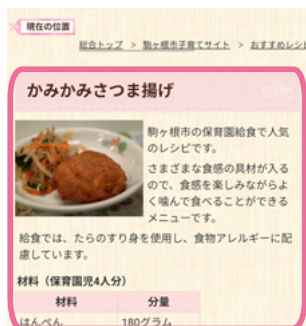 現在の位置
総合トップ > 駒ヶ根市子育てサイト > おすすめレシピ
かみかみさつま揚げ
駒ヶ根市の保育園給食で人気
のレシピです。
さまざまな食感の具材が入る
ので、食感を楽しみながらよ
く噛んで食べることができる
メニューです。
給食では、たらのすり身を使用し、食物アレルギーに配
慮しています。
材料（保育園児4人分）
材料 分量
はんぺん 180グラム